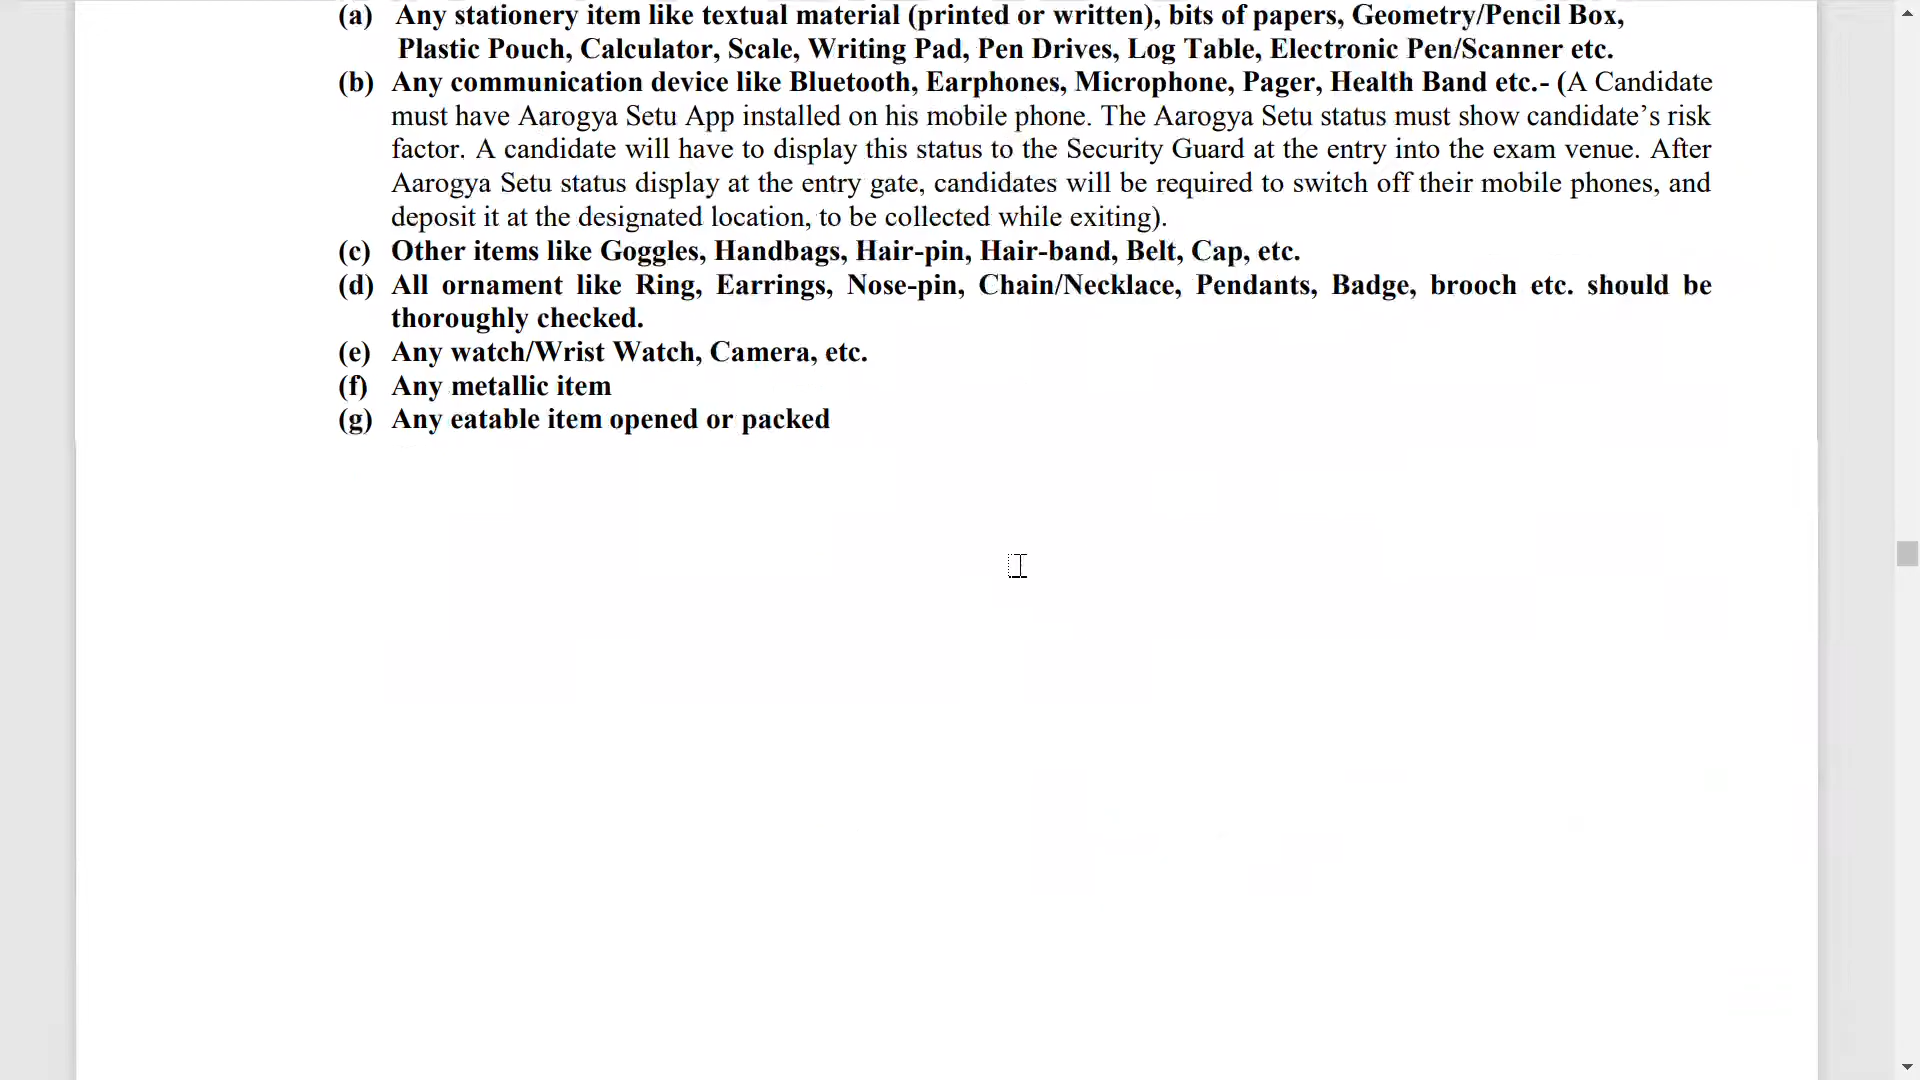 (a) Any stationery item like textual material (printed or written), bits of papers, Geometry/Pencil Box,
Plastic Pouch, Calculator, Scale, Writing Pad, Pen Drives, Log Table, Electronic Pen/Scanner etc.
(b) Any communication device like Bluetooth, Earphones, Microphone, Pager, Health Band etc.- (A Candidate
must have Aarogya Setu App installed on his mobile phone. The Aarogya Setu status must show candidate’s risk
factor. A candidate will have to display this status to the Security Guard at the entry into the exam venue. After
Aarogya Setu status display at the entry gate, candidates will be required to switch off their mobile phones, and
deposit it at the designated location, to be collected while exiting).
(c) Other items like Goggles, Handbags, Hair-pin, Hair-band, Belt, Cap, etc.
(d) All ornament like Ring, Earrings, Nose-pin, Chain/Necklace, Pendants, Badge, brooch etc. should be
thoroughly checked.
(e) Any watch/Wrist Watch, Camera, etc.
(f) Any metallic item
(g) Any eatable item opened or packed